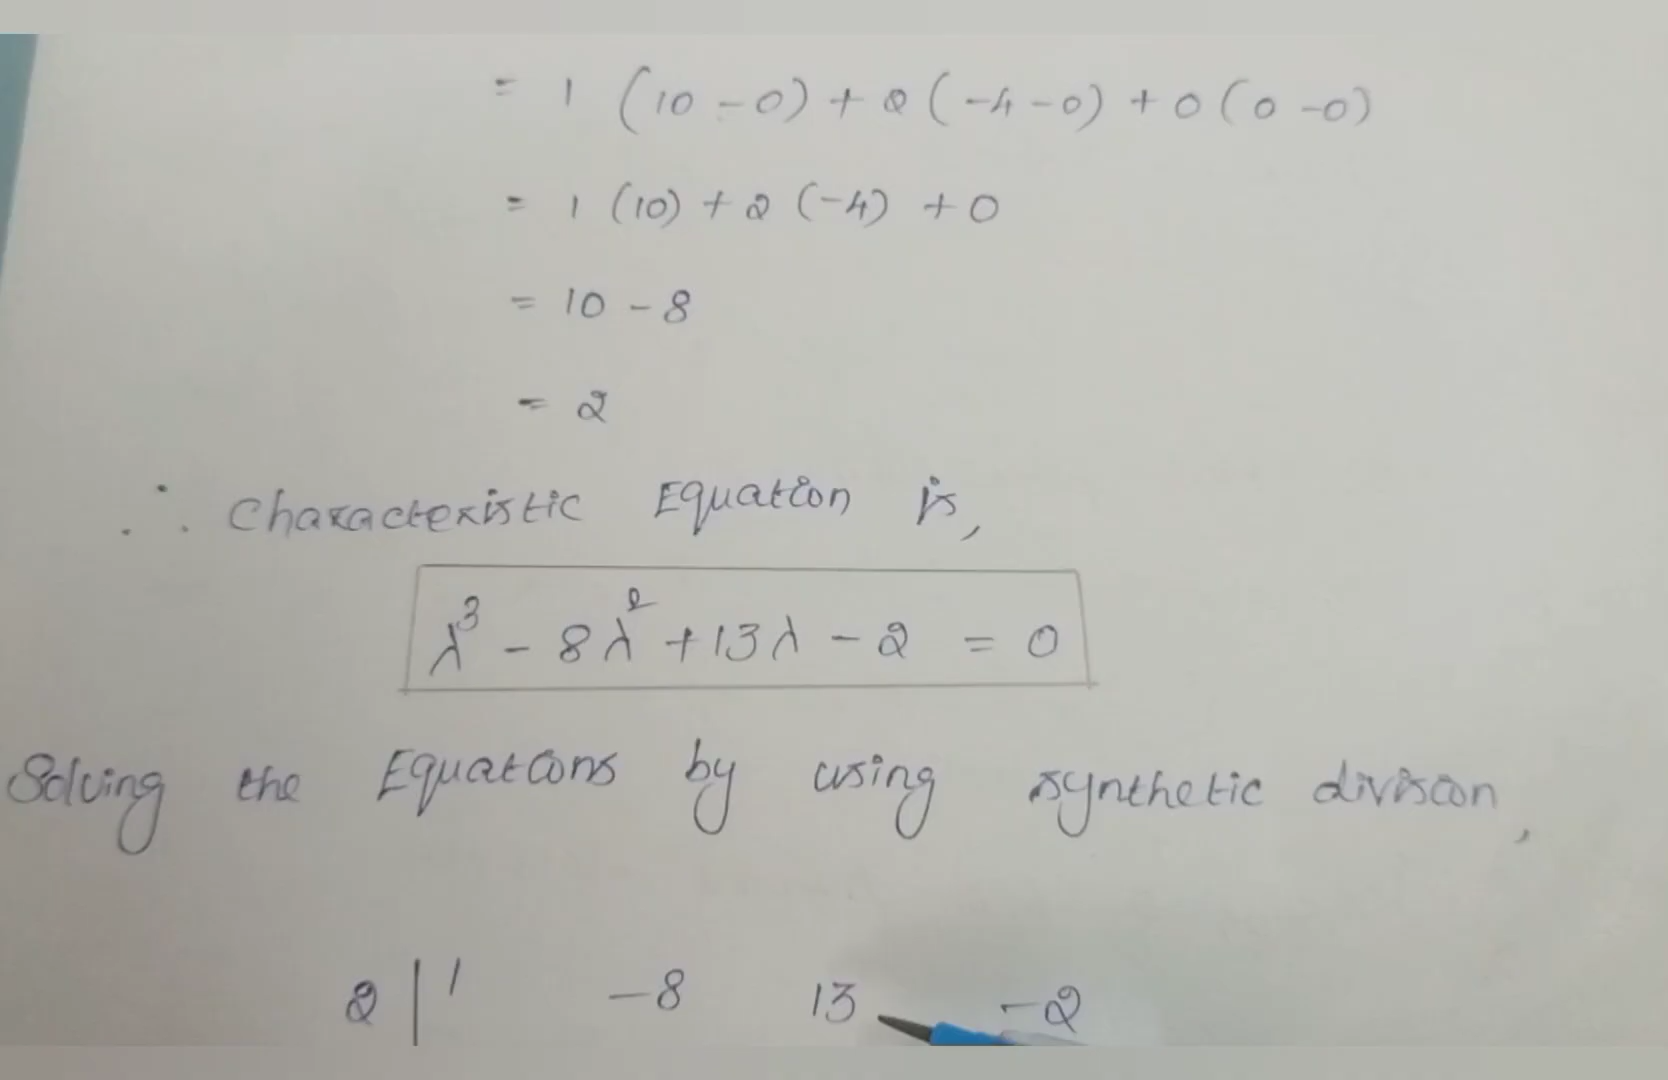 = 1 (10 - 0) + 2 (-4 - 0) + 0 (0 - 0)
= 1 (10) + 2 (-4) + 0
= 10 - 8
= 2
∴ Characteristic Equation is,
λ³ - 8λ² + 13λ - 2 = 0
Solving the Equations by using synthetic division,
2 | 1 -8 13 -2